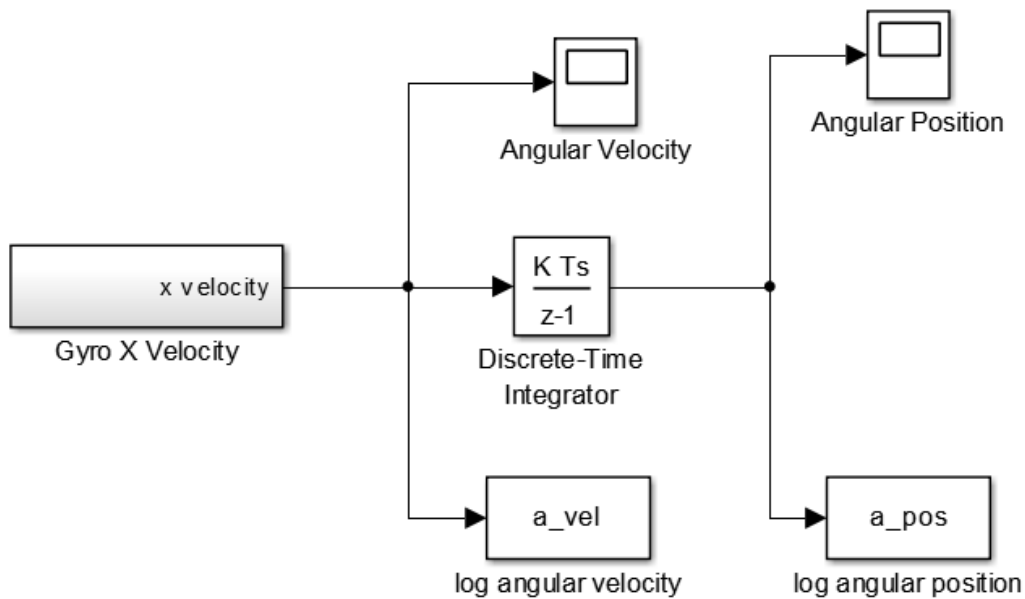 Angular Velocity
Angular Position
x velocity
Gyro X Velocity
K Ts
z-1
Discrete-Time
Integrator
a_vel
log angular velocity
a_pos
log angular position